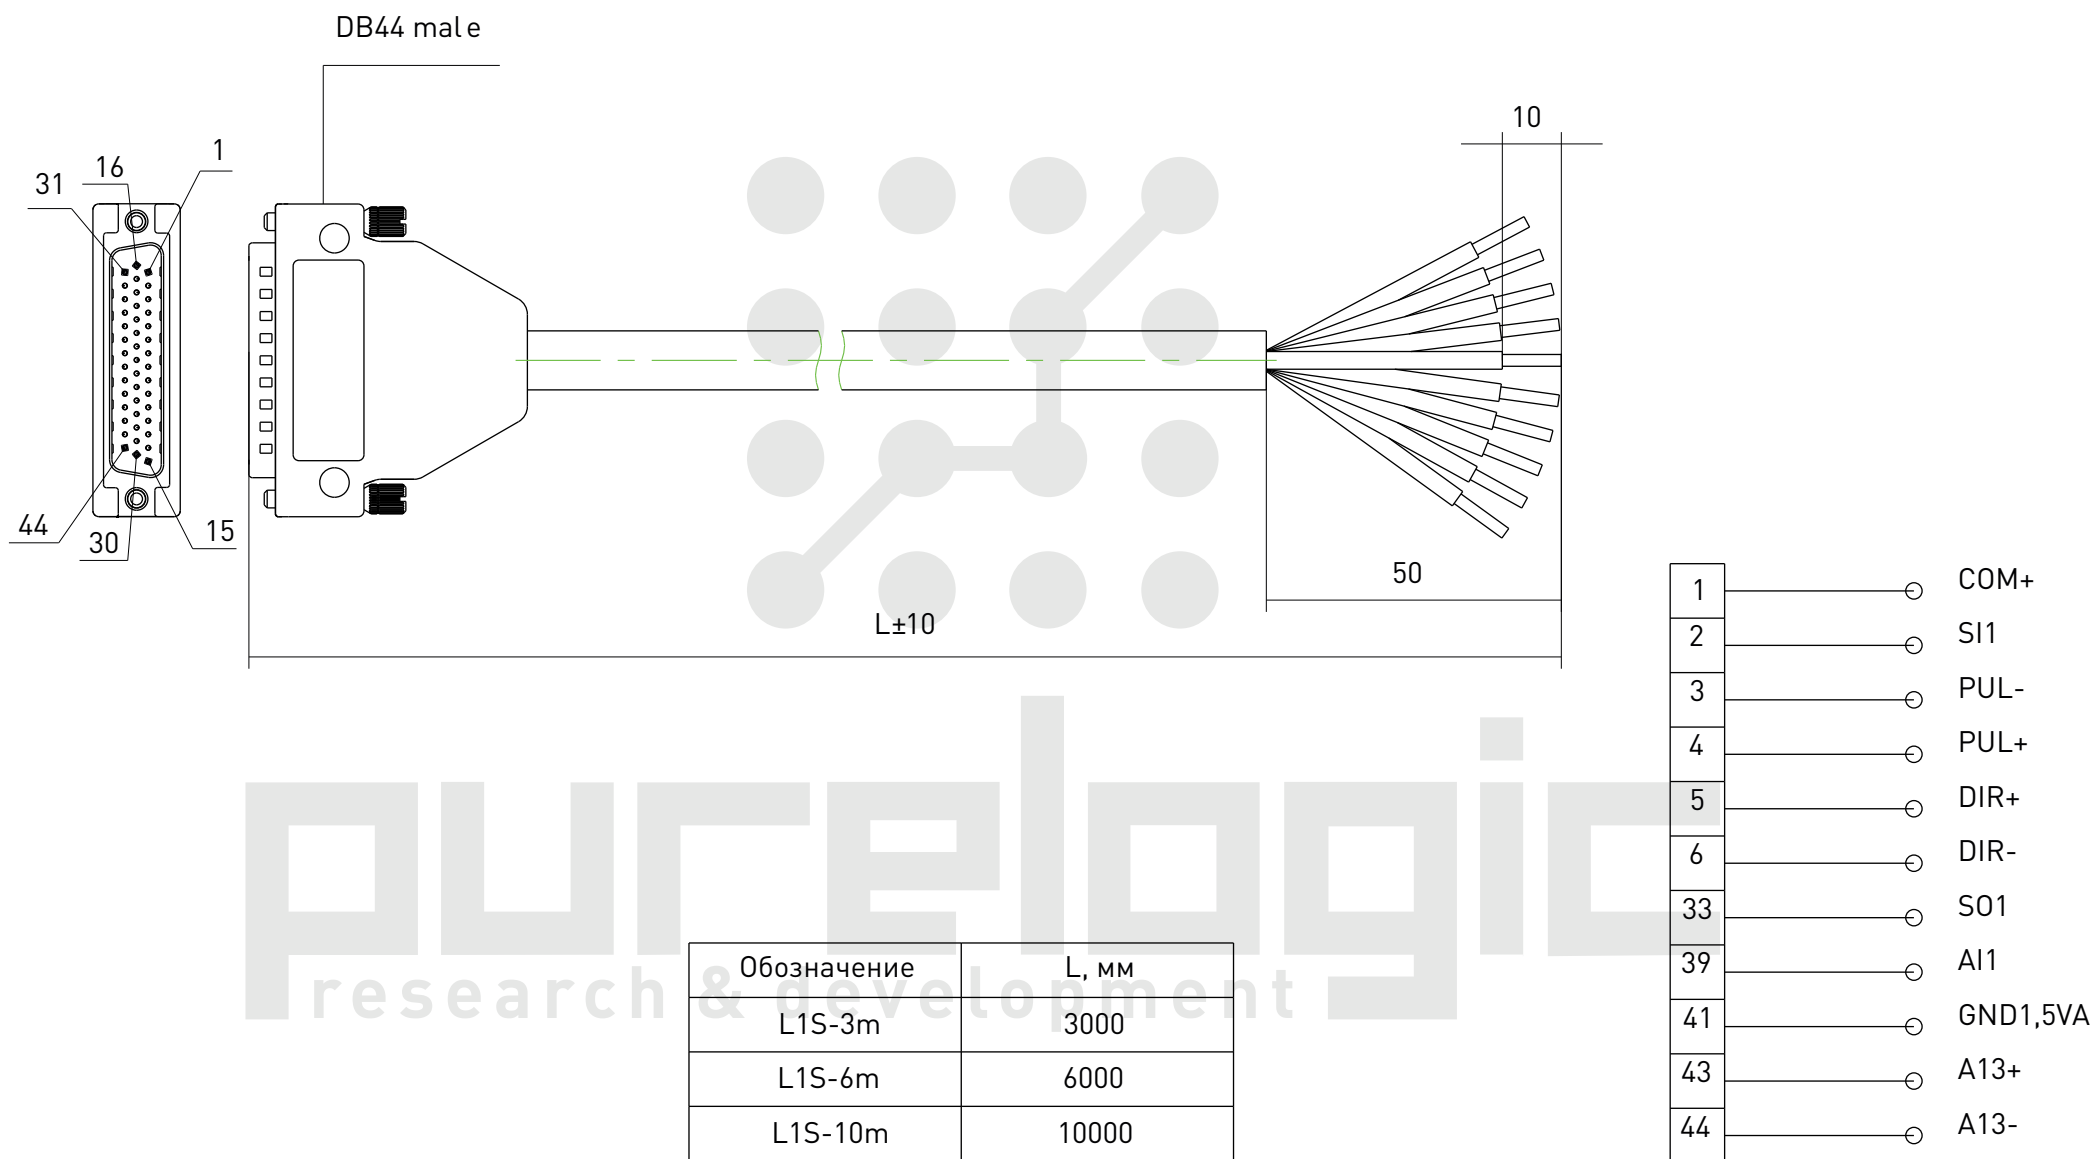 DB44 male
10
1
16
31
44
30
15
50
L±10
purelogic
research & development
Обозначение L, мм
L1S-3m 3000
L1S-6m 6000
L1S-10m 10000
1 COM+
2 SI1
3 PUL-
4 PUL+
5 DIR+
6 DIR-
33 SO1
39 AI1
41 GND1,5VA
43 A13+
44 A13-